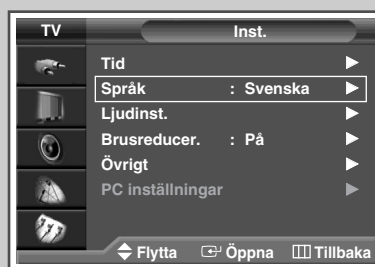 TV Inst.
Tid
Språk : Svenska
Ljudinst.
Brusreducer. : På
Övrigt
PC inställningar
Flytta Öppna Tillbaka